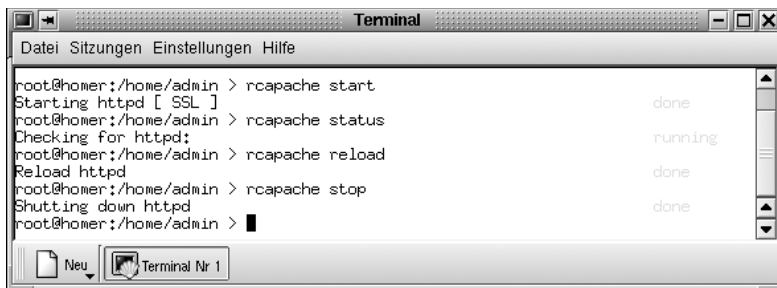 Terminal
Datei Sitzungen Einstellungen Hilfe
root@homer:/home/admin > rcapache start
Starting httpd [ SSL ] done
root@homer:/home/admin > rcapache status
Checking for httpd: running
root@homer:/home/admin > rcapache reload
Reload httpd done
root@homer:/home/admin > rcapache stop
Shutting down httpd done
root@homer:/home/admin >
Neu Terminal Nr 1